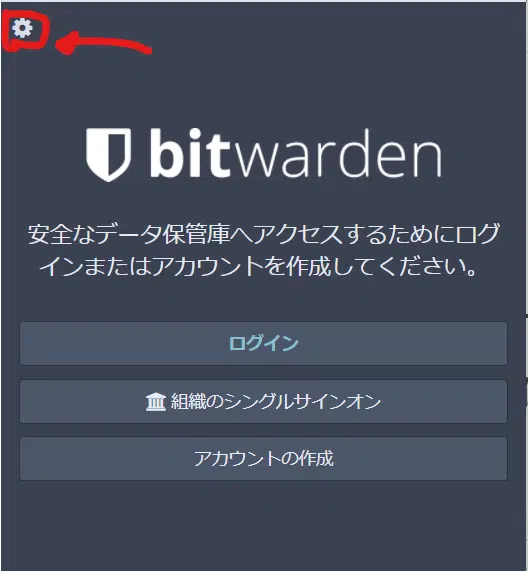 bitwarden
安全なデータ保管庫へアクセスするためにログ
インまたはアカウントを作成してください。
ログイン
組織のシングルサインオン
アカウントの作成